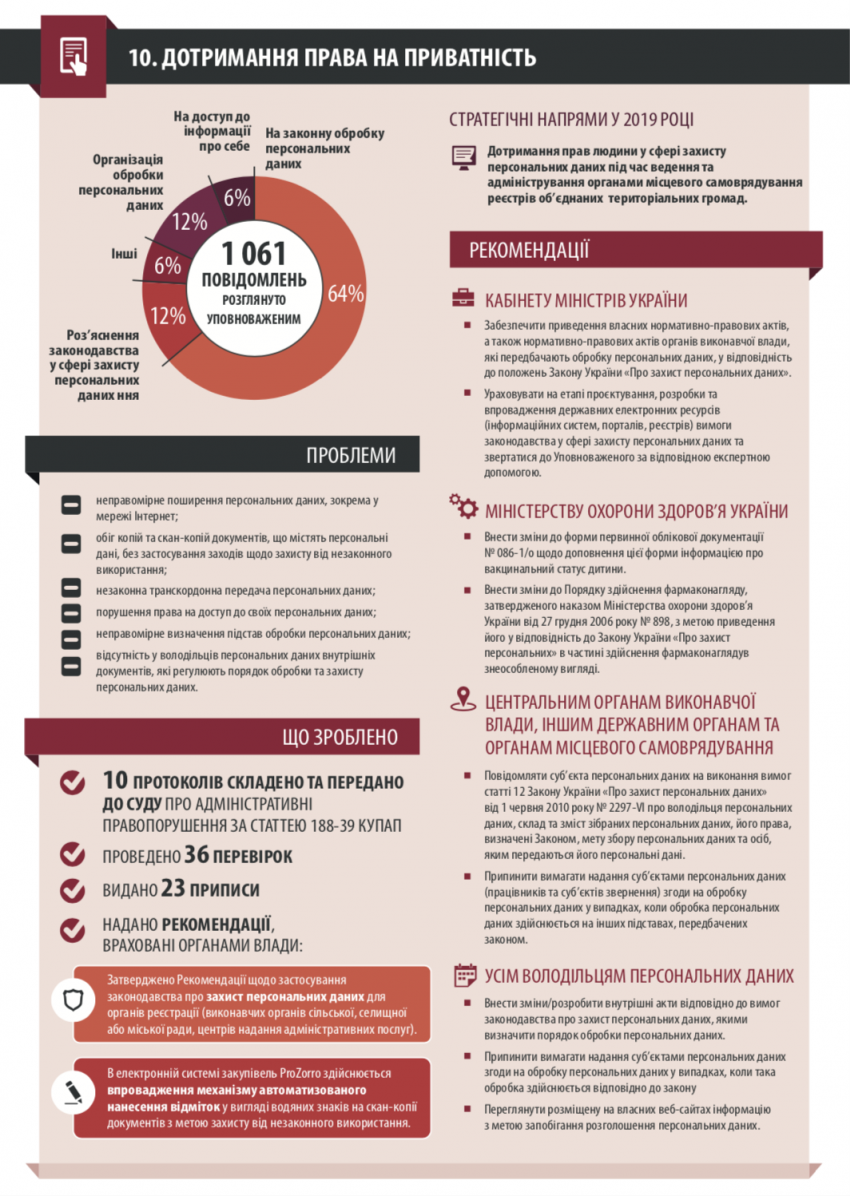 10. ДОТРИМАННЯ ПРАВА НА ПРИВАТНІСТЬ
На доступ до
інформації
про себе
На законну обробку
персональних
даних
Організація
обробки
персональних
даних
Інші
Роз’яснення
законодавства
у сфері захисту
персональних
даних ння
6%
12%
6%
12%
64%
1 061
ПОВІДОМЛЕНЬ
РОЗГЛЯНУТО
УПОВНОВАЖЕНИМ
ПРОБЛЕМИ
неправомірне поширення персональних даних, зокрема у
мережі Інтернет;
обіг копій та скан-копій документів, що містять персональні
дані, без застосування заходів щодо захисту від незаконного
використання;
незаконна транскордонна передача персональних даних;
порушення права на доступ до своїх персональних даних;
неправомірне визначення підстав обробки персональних даних;
відсутність у володільців персональних даних внутрішніх
документів, які регулюють порядок обробки та захисту
персональних даних.
ЩО ЗРОБЛЕНО
10 ПРОТОКОЛІВ СКЛАДЕНО ТА ПЕРЕДАНО
ДО СУДУ ПРО АДМІНІСТРАТИВНІ
ПРАВОПОРУШЕННЯ ЗА СТАТТЕЮ 188-39 КУПАП
ПРОВЕДЕНО 36 ПЕРЕВІРОК
ВИДАНО 23 ПРИПИСИ
НАДАНО РЕКОМЕНДАЦІЇ,
ВРАХОВАНІ ОРГАНАМИ ВЛАДИ:
Затверджено Рекомендації щодо застосування
законодавства про захист персональних даних для
органів реєстрації (виконавчих органів сільської, селищної
або міської ради, центрів надання адміністративних послуг).
В електронній системі закупівель ProZorro здійснюється
впровадження механізму автоматизованого
нанесення відміток у вигляді водяних знаків на скан-копії
документів з метою захисту від незаконного використання.
СТРАТЕГІЧНІ НАПРЯМИ У 2019 РОЦІ
Дотримання прав людини у сфері захисту
персональних даних під час ведення та
адміністрування органами місцевого самоврядування
реєстрів об’єднаних територіальних громад.
РЕКОМЕНДАЦІЇ
КАБІНЕТУ МІНІСТРІВ УКРАЇНИ
Забезпечити приведення власних нормативно-правових актів,
а також нормативно-правових актів органів виконавчої влади,
які передбачають обробку персональних даних, у відповідність
до положень Закону України «Про захист персональних даних».
Ураховувати на етапі проєктування, розробки та
впровадження державних електронних ресурсів
(інформаційних систем, порталів, реєстрів) вимоги
законодавства у сфері захисту персональних даних та
звертатися до Уповноваженого за відповідною експертною
допомогою.
МІНІСТЕРСТВУ ОХОРОНИ ЗДОРОВ’Я УКРАЇНИ
Внести зміни до форми первинної облікової документації
№ 086-1/о щодо доповнення цієї форми інформацією про
вакцинальний статус дитини.
Внести зміни до Порядку здійснення фармаконагляду,
затвердженого наказом Міністерства охорони здоров’я
України від 27 грудня 2006 року № 898, з метою приведення
його у відповідність до Закону України «Про захист
персональних» в частині здійснення фармаконаглядув
знеособленому вигляді.
ЦЕНТРАЛЬНИМ ОРГАНАМ ВИКОНАВЧОЇ
ВЛАДИ, ІНШИМ ДЕРЖАВНИМ ОРГАНАМ ТА
ОРГАНАМ МІСЦЕВОГО САМОВРЯДУВАННЯ
Повідомляти суб’єкта персональних даних на виконання вимог
статті 12 Закону України «Про захист персональних даних»
від 1 червня 2010 року № 2297-VI про володільця персональних
даних, склад та зміст зібраних персональних даних, його права,
визначені Законом, мету збору персональних даних та осіб,
яким передаються його персональні дані.
Припинити вимагати надання суб’єктами персональних даних
(працівників та суб’єктів звернення) згоди на обробку
персональних даних у випадках, коли обробка персональних
даних здійснюється на інших підставах, передбачених
законом.
УСІМ ВОЛОДІЛЬЦЯМ ПЕРСОНАЛЬНИХ ДАНИХ
Внести зміни/розробити внутрішні акти відповідно до вимог
законодавства про захист персональних даних, якими
визначити порядок обробки персональних даних.
Припинити вимагати надання суб’єктами персональних даних
згоди на обробку персональних даних у випадках, коли така
обробка здійснюється відповідно до закону
Переглянути розміщену на власних веб-сайтах інформацію
з метою запобігання розголошення персональних даних.